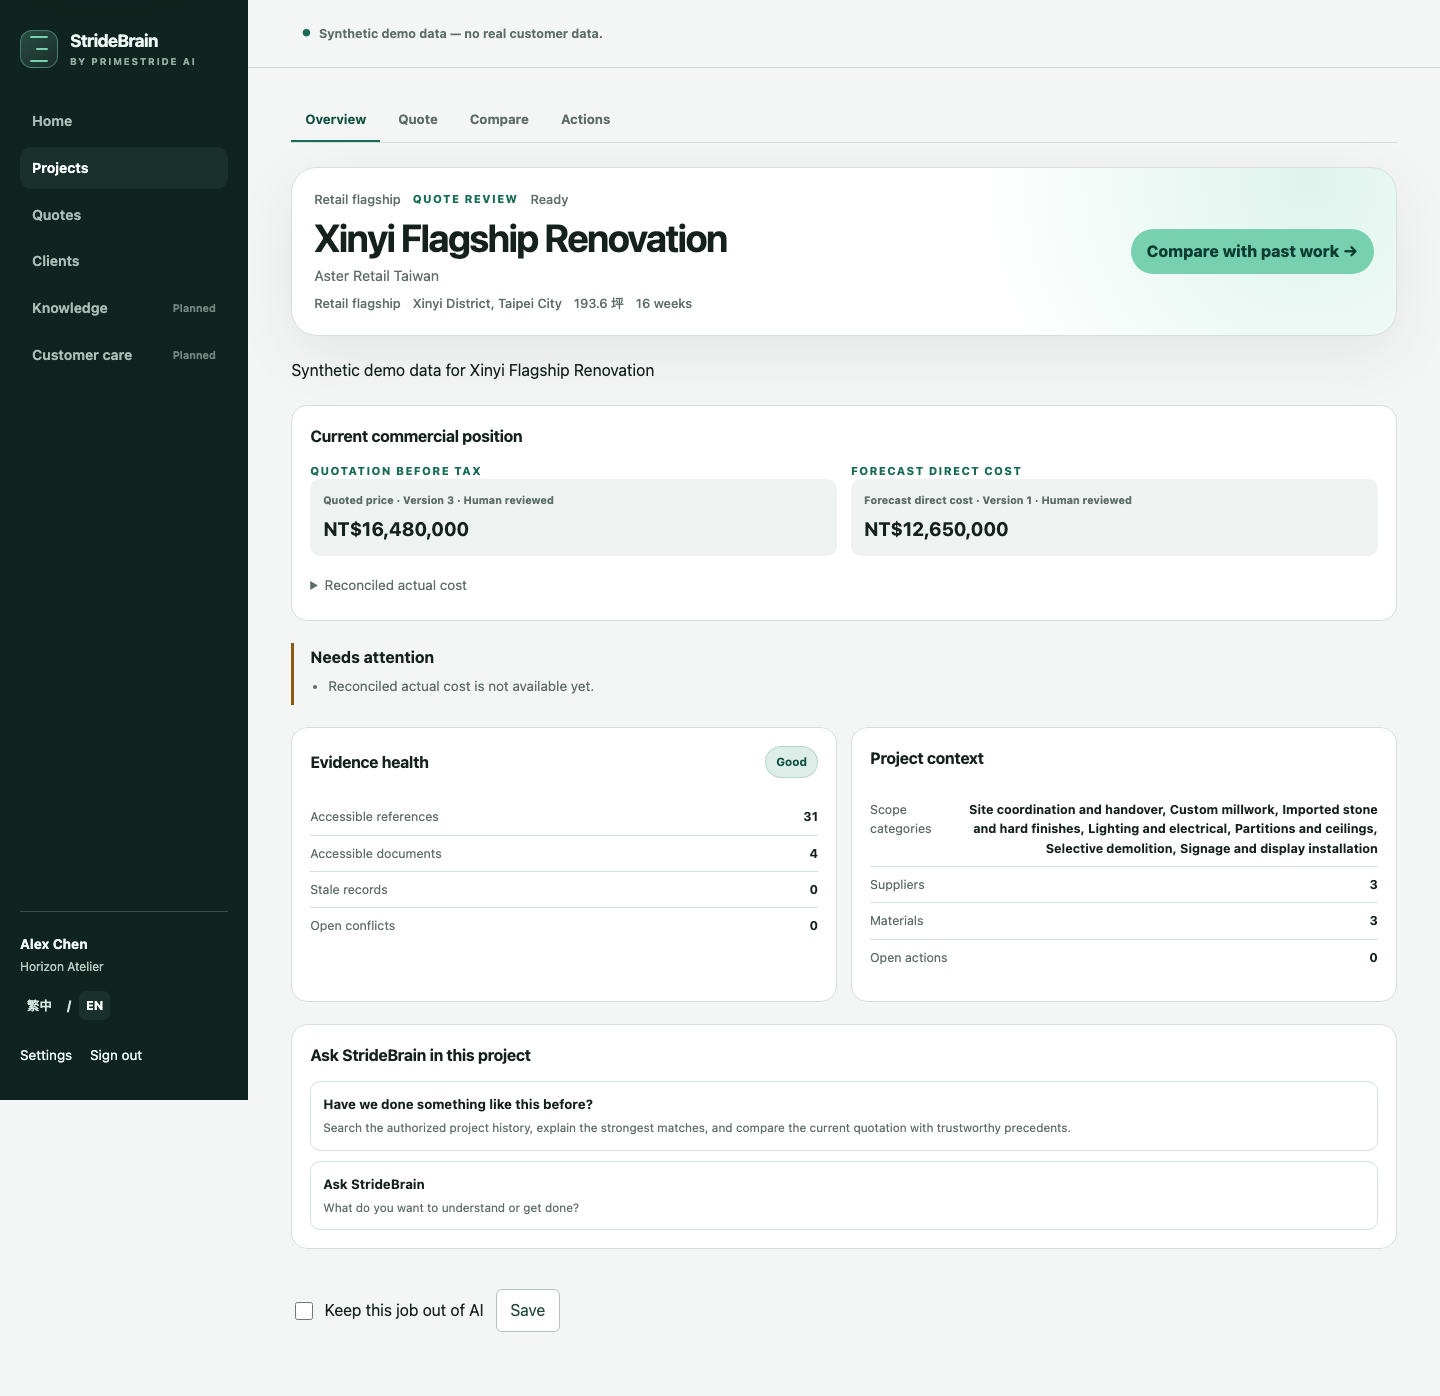 StrideBrain
BY PRIMESTRIDE AI
Home
Projects
Quotes
Clients
Knowledge Planned
Customer care Planned
Alex Chen
Horizon Atelier
繁中 / EN
Settings Sign out
Synthetic demo data — no real customer data.
Overview Quote Compare Actions
Retail flagship QUOTE REVIEW Ready
Xinyi Flagship Renovation
Aster Retail Taiwan
Retail flagship Xinyi District, Taipei City 193.6 坪 16 weeks
Compare with past work →
Synthetic demo data for Xinyi Flagship Renovation
Current commercial position
QUOTATION BEFORE TAX
Quoted price · Version 3 · Human reviewed
NT$16,480,000
FORECAST DIRECT COST
Forecast direct cost · Version 1 · Human reviewed
NT$12,650,000
Reconciled actual cost
Needs attention
• Reconciled actual cost is not available yet.
Evidence health Good
Accessible references 31
Accessible documents 4
Stale records 0
Open conflicts 0
Project context
Scope categories
Site coordination and handover, Custom millwork, Imported stone
and hard finishes, Lighting and electrical, Partitions and ceilings,
Selective demolition, Signage and display installation
Suppliers 3
Materials 3
Open actions 0
Ask StrideBrain in this project
Have we done something like this before?
Search the authorized project history, explain the strongest matches, and compare the current quotation with trustworthy precedents.
Ask StrideBrain
What do you want to understand or get done?
Keep this job out of AI Save